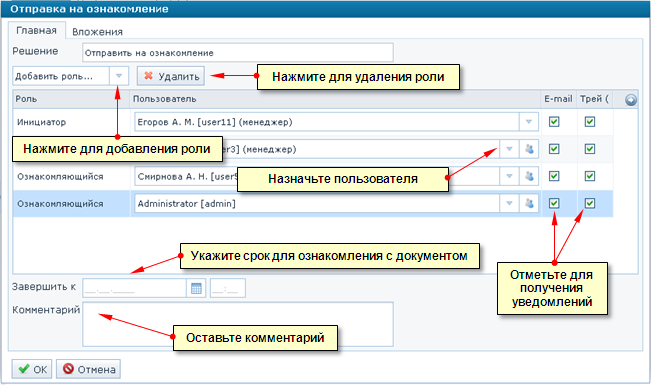 Отправка на ознакомление
Главная Вложения
Решение Отправить на ознакомление
Добавить роль... Удалить Нажмите для удаления роли
Роль Пользователь E-mail Трей (
Инициатор Егоров А. М. [user11] (менеджер)
Нажмите для добавления роли er3] (менеджер)
Ознакомляющийся Смирнова А. Н. [user5 Назначьте пользователя
Ознакомляющийся Administrator [admin]
Укажите срок для ознакомления с документом
Отметьте для
получения
уведомлений
Завершить к __.__.____ __:__
Комментарий
Оставьте комментарий
OK Отмена